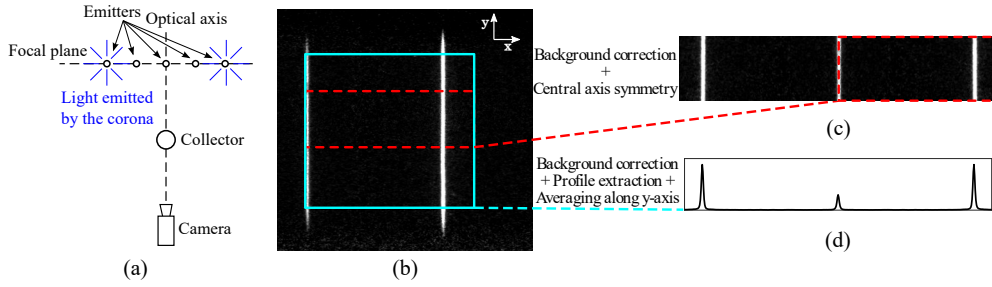 Emitters
Optical axis
Focal plane
Light emitted
by the corona
Collector
Camera
(a)
y
x
(b)
Background correction
+
Central axis symmetry
(c)
Background correction
+ Profile extraction +
Averaging along y-axis
(d)